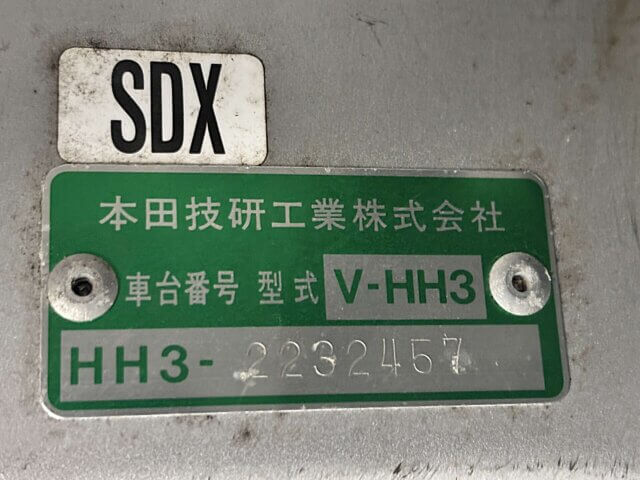 SDX
本田技研工業株式会社
車台番号 型式 V-HH3
HH3-2232457